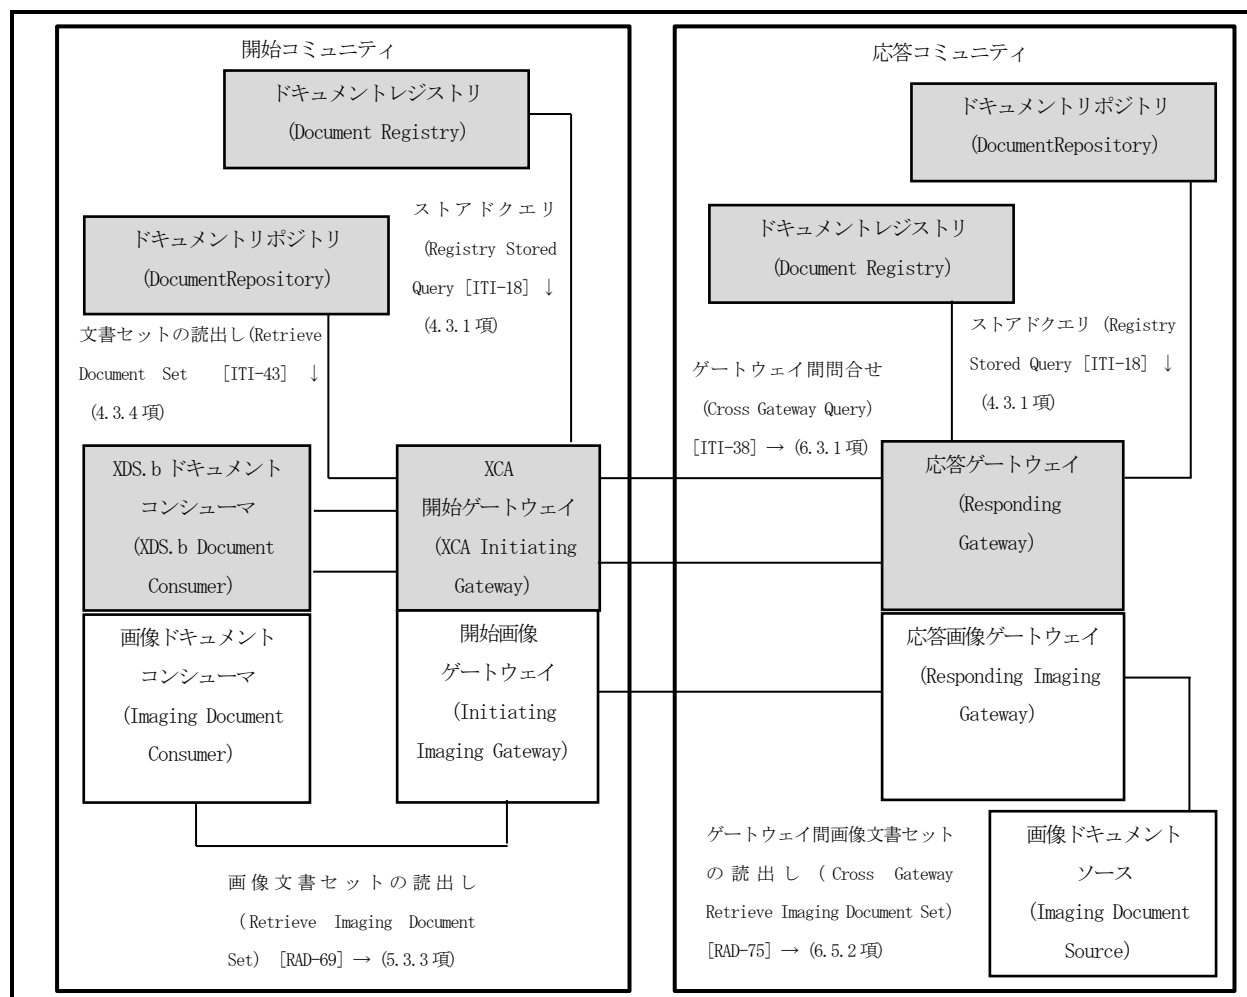 開始コミュニティ
ドキュメントレジストリ
(Document Registry)
ストアドクエリ
(Registry Stored
Query [ITI-18] ↓
(4.3.1項)
ドキュメントリポジトリ
(DocumentRepository)
文書セットの読出し(Retrieve
Document Set [ITI-43] ↓
(4.3.4項)
XDS.b ドキュメント
コンシューマ
(XDS.b Document
Consumer)
XCA
開始ゲートウェイ
(XCA Initiating
Gateway)
画像ドキュメント
コンシューマ
(Imaging Document
Consumer)
開始画像
ゲートウェイ
(Initiating
Imaging Gateway)
画像文書セットの読出し
(Retrieve Imaging Document
Set) [RAD-69] → (5.3.3項)
応答コミュニティ
ドキュメントリポジトリ
(DocumentRepository)
ドキュメントレジストリ
(Document Registry)
ストアドクエリ (Registry
Stored Query [ITI-18] ↓
(4.3.1項)
ゲートウェイ間問合せ
(Cross Gateway Query)
[ITI-38] → (6.3.1項)
応答ゲートウェイ
(Responding
Gateway)
応答画像ゲートウェイ
(Responding Imaging
Gateway)
ゲートウェイ間画像文書セット
の読出し (Cross Gateway
Retrieve Imaging Document Set)
[RAD-75] → (6.5.2項)
画像ドキュメント
ソース
(Imaging Document
Source)